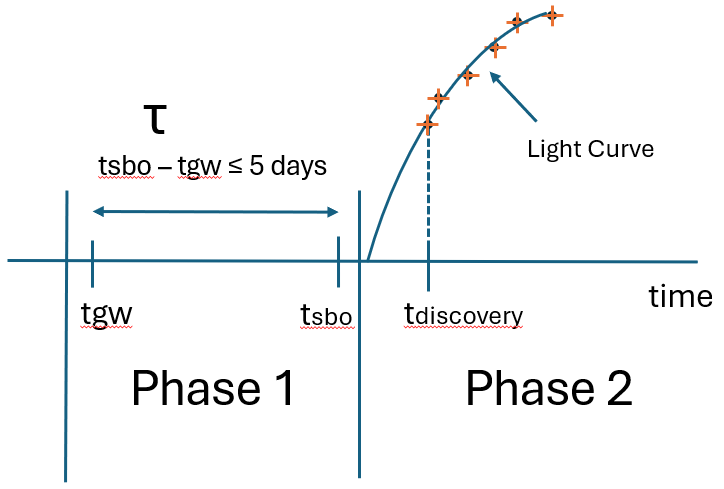 τ
tsbo – tgw ≤ 5 days
Light Curve
tgw
tsbo
tdiscovery
time
Phase 1
Phase 2